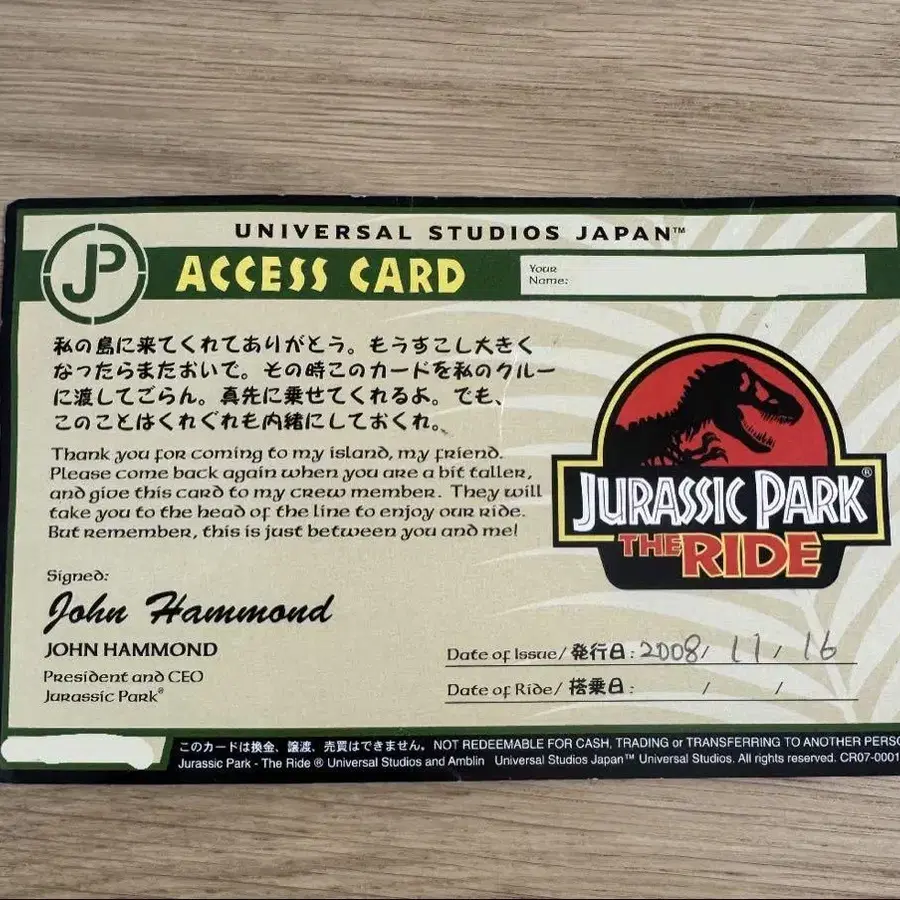 UNIVERSAL STUDIOS JAPAN™
JP
ACCESS CARD
Your
Name:
私の島に来てくれてありがとう。もうすこし大きく
なったらまたおいで。その時このカードを私のクルー
に渡してごらん。真先に乗せてくれるよ。でも、
このことはくれぐれも内緒にしておくれ。
Thank you for coming to my island, my friend.
Please come back again when you are a bit taller,
and give this card to my crew member. They will
take you to the head of the line to enjoy our ride.
But remember, this is just between you and me!
JURASSIC PARK®
THE RIDE
Signed:
John Hammond
JOHN HAMMOND
President and CEO
Jurassic Park®
Date of Issue/発行日:2008/ 11/ 16
Date of Ride/搭乗日: / /
このカードは換金、譲渡、売買はできません。NOT REDEEMABLE FOR CASH, TRADING or TRANSFERRING TO ANOTHER PERSO
Jurassic Park - The Ride ® Universal Studios and Amblin Universal Studios Japan™ Universal Studios. All rights reserved. CR07-0001